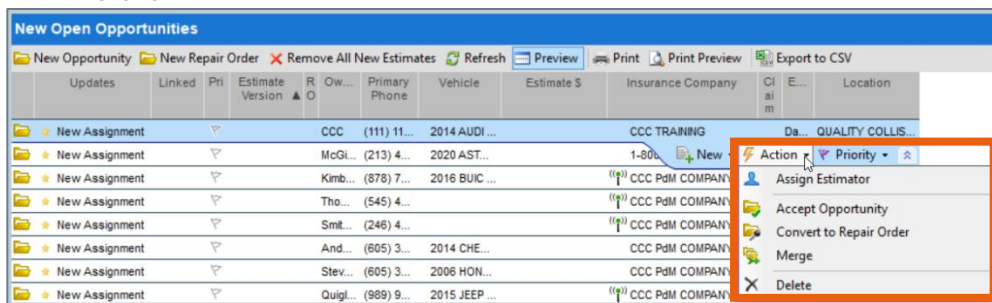 New Open Opportunities
New Opportunity New Repair Order Remove All New Estimates Refresh Preview Print Print Preview Export to CSV
Updates Linked Pri Estimate Version R O Ow... Primary Phone Vehicle Estimate $ Insurance Company Cl ai m E... Location
New Assignment CCC (111) 11... 2014 AUDI ... CCC TRAINING Da... QUALITY COLLIS...
New Assignment McGi... (213) 4... 2020 AST... 1-800 New Action Priority
New Assignment Kimb... (878) 7... 2016 BUIC ... CCC PdM COMPANY Assign Estimator
New Assignment Tho... (545) 4... CCC PdM COMPANY Accept Opportunity
New Assignment Smit... (246) 4... CCC PdM COMPANY Convert to Repair Order
New Assignment And... (605) 3... 2014 CHE... CCC PdM COMPANY Merge
New Assignment Stev... (605) 3... 2006 HON... CCC PdM COMPANY
New Assignment Quigl... (989) 9... 2015 JEEP ... CCC PdM COMPANY Delete